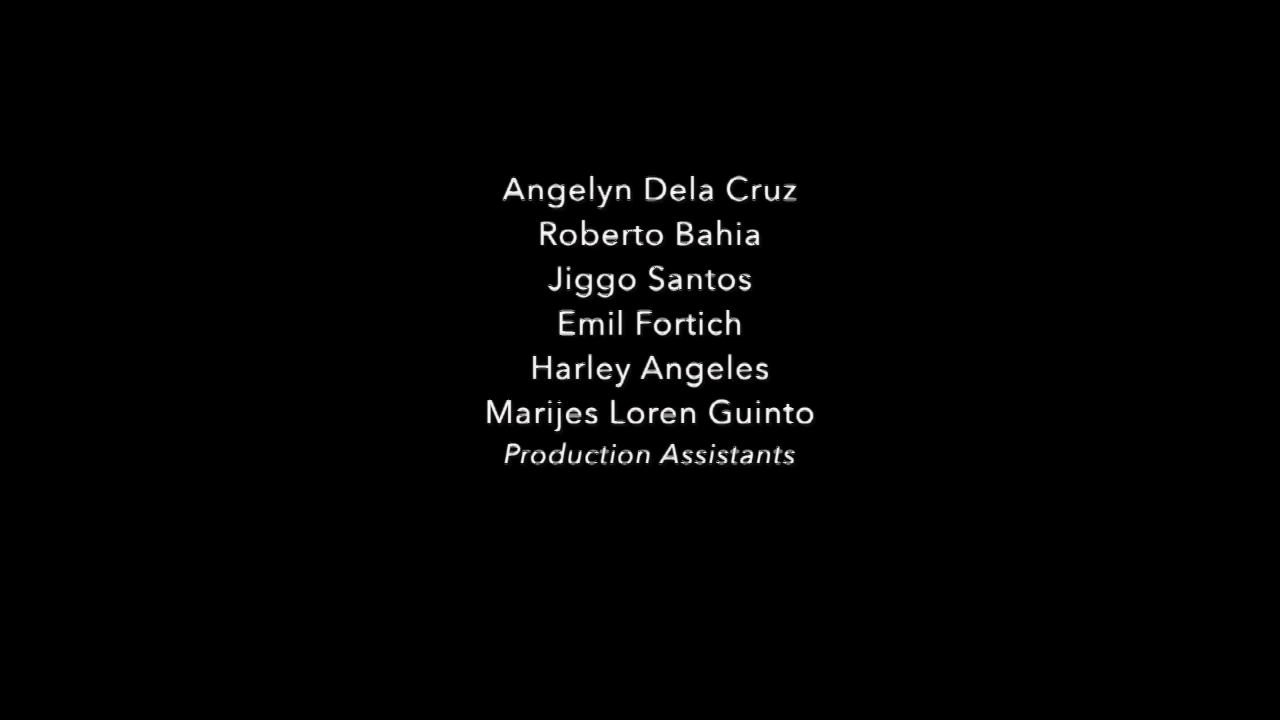 Angelyn Dela Cruz
Roberto Bahia
Jiggo Santos
Emil Fortich
Harley Angeles
Marijes Loren Guinto
Production Assistants